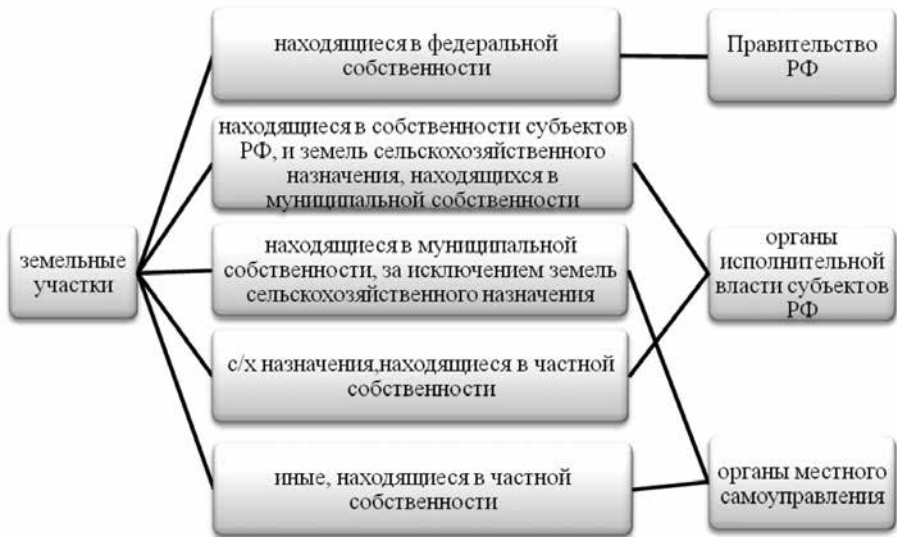 земельные
участки
находящиеся в федеральной
собственности
находящиеся в собственности субъектов
РФ, и земель сельскохозяйственного
назначения, находящихся в
муниципальной собственности
находящиеся в муниципальной
собственности, за исключением земель
сельскохозяйственного назначения
с/х назначения,находящиеся в частной
собственности
иные, находящиеся в частной
собственности
Правительство
РФ
органы
исполнительной
власти субъектов
РФ
органы местного
самоуправления